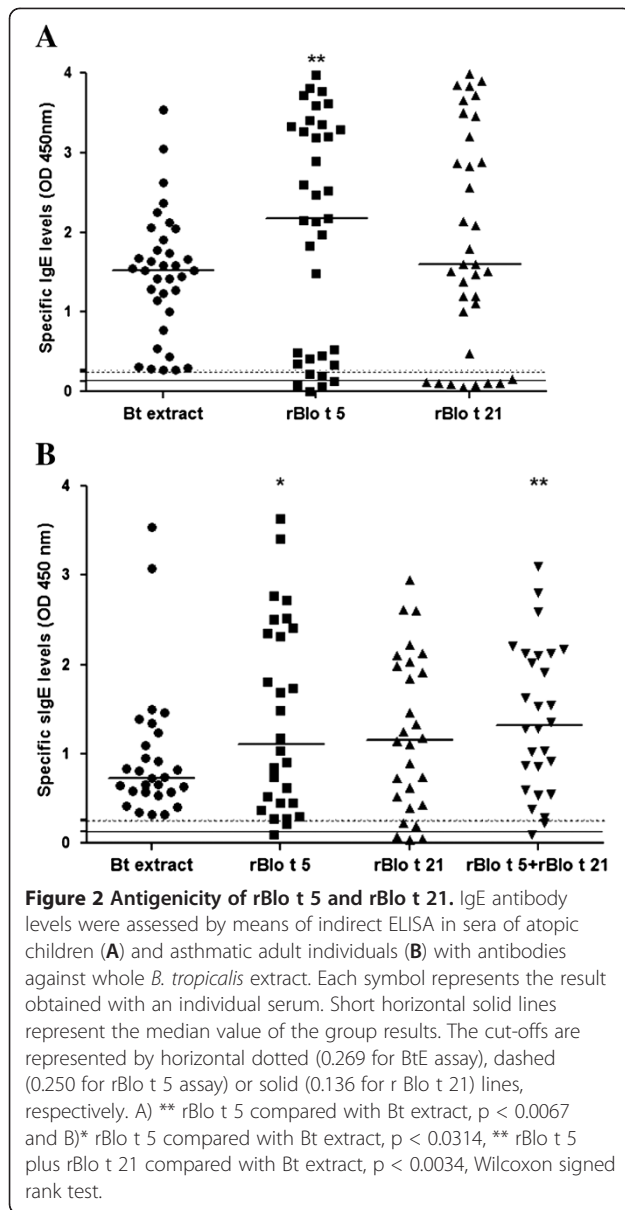 A
**
4
3
2
1
0
Specific IgE levels (OD 450nm)
Bt extract rBlo t 5 rBlo t 21
B
* **
4
3
2
1
0
Specific sIgE levels (OD 450 nm)
Bt extract rBlo t 5 rBlo t 21 rBlo t 5+rBlo t 21
Figure 2 Antigenicity of rBlo t 5 and rBlo t 21. IgE antibody
levels were assessed by means of indirect ELISA in sera of atopic
children (A) and asthmatic adult individuals (B) with antibodies
against whole B. tropicalis extract. Each symbol represents the result
obtained with an individual serum. Short horizontal solid lines
represent the median value of the group results. The cut-offs are
represented by horizontal dotted (0.269 for BtE assay), dashed
(0.250 for rBlo t 5 assay) or solid (0.136 for r Blo t 21) lines,
respectively. A) ** rBlo t 5 compared with Bt extract, p < 0.0067
and B)* rBlo t 5 compared with Bt extract, p < 0.0314, ** rBlo t 5
plus rBlo t 21 compared with Bt extract, p < 0.0034, Wilcoxon signed
rank test.